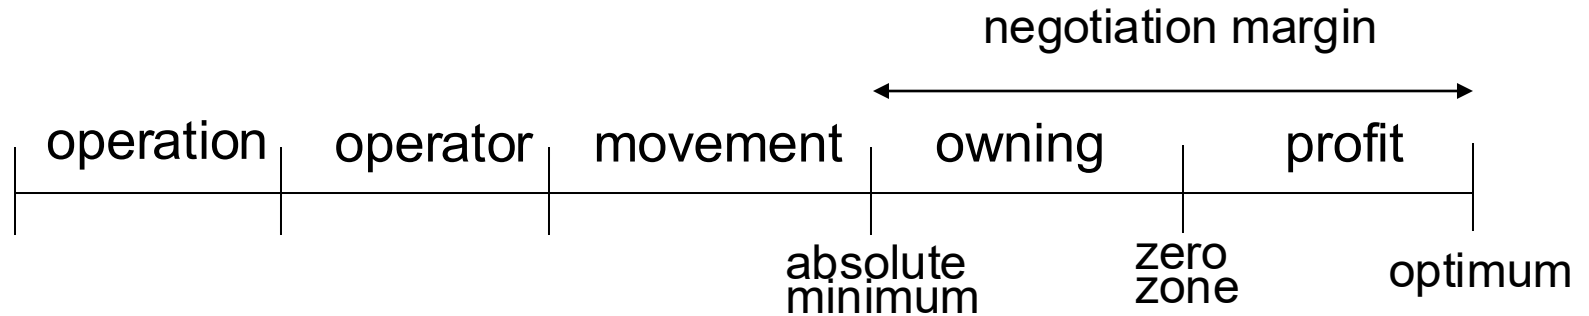 negotiation margin
operation operator movement owning profit
absolute
minimum
zero
zone
optimum